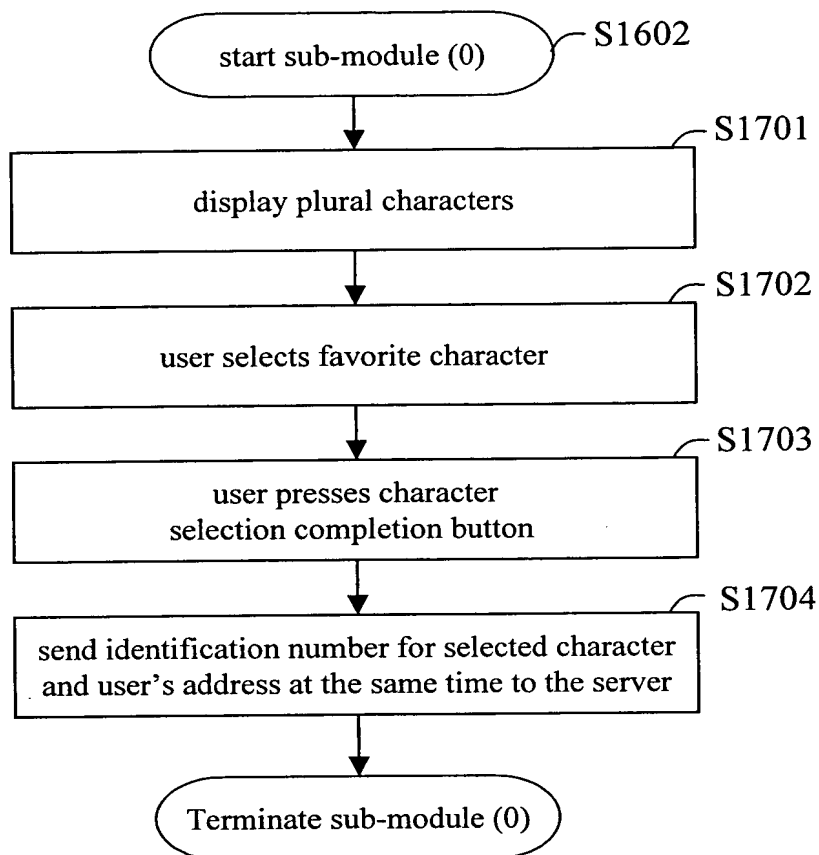 start sub-module (0)
S1602
S1701
display plural characters
S1702
user selects favorite character
S1703
user presses character
selection completion button
S1704
send identification number for selected character
and user's address at the same time to the server
Terminate sub-module (0)